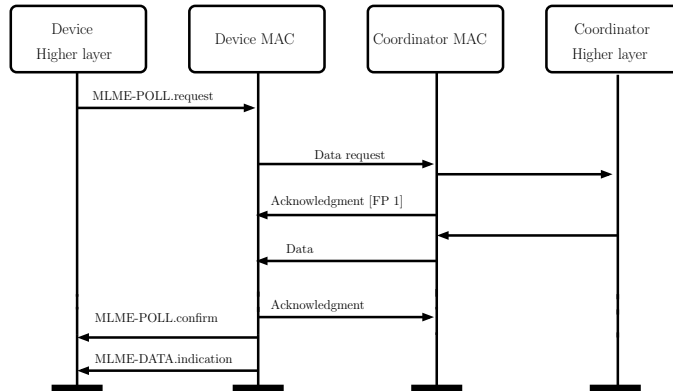 Device
Higher layer
Device MAC
Coordinator MAC
Coordinator
Higher layer
MLME-POLL.request
Data request
Acknowledgment [FP 1]
Data
Acknowledgment
MLME-POLL.confirm
MLME-DATA.indication